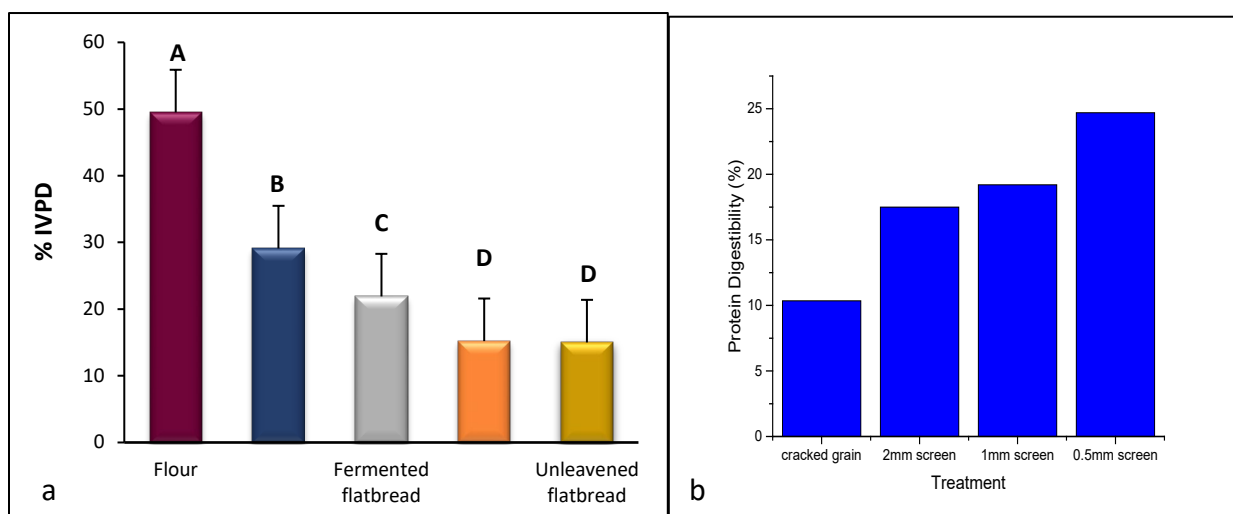 60
50
40
30
20
10
0
% IVPD
A
B
C
D
D
Flour
Fermented
flatbread
Unleavened
flatbread
a
25
20
15
10
5
0
Protein Digestibility (%)
cracked grain
2mm screen
1mm screen
0.5mm screen
Treatment
b